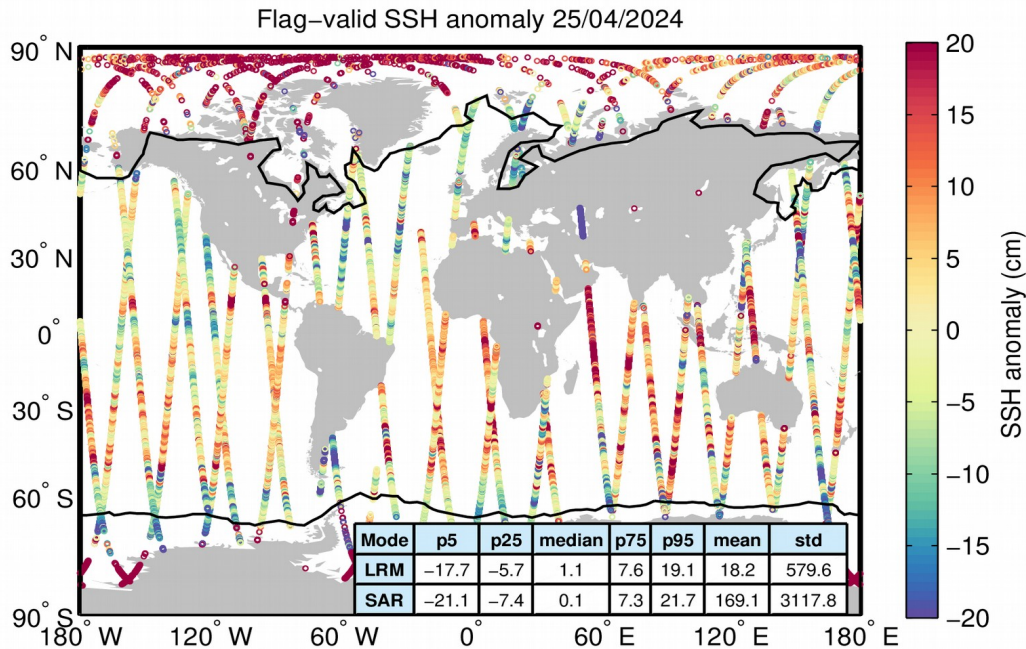 Flag−valid SSH anomaly 25/04/2024
90° N
60° N
30° N
0°
30° S
60° S
90° S
180° W
120° W
60° W
0°
60° E
120° E
180° E
Mode p5 p25 median p75 p95 mean std
LRM −17.7 −5.7 1.1 7.6 19.1 18.2 579.6
SAR −21.1 −7.4 0.1 7.3 21.7 169.1 3117.8
20
15
10
5
0
−5
−10
−15
−20
SSH anomaly (cm)